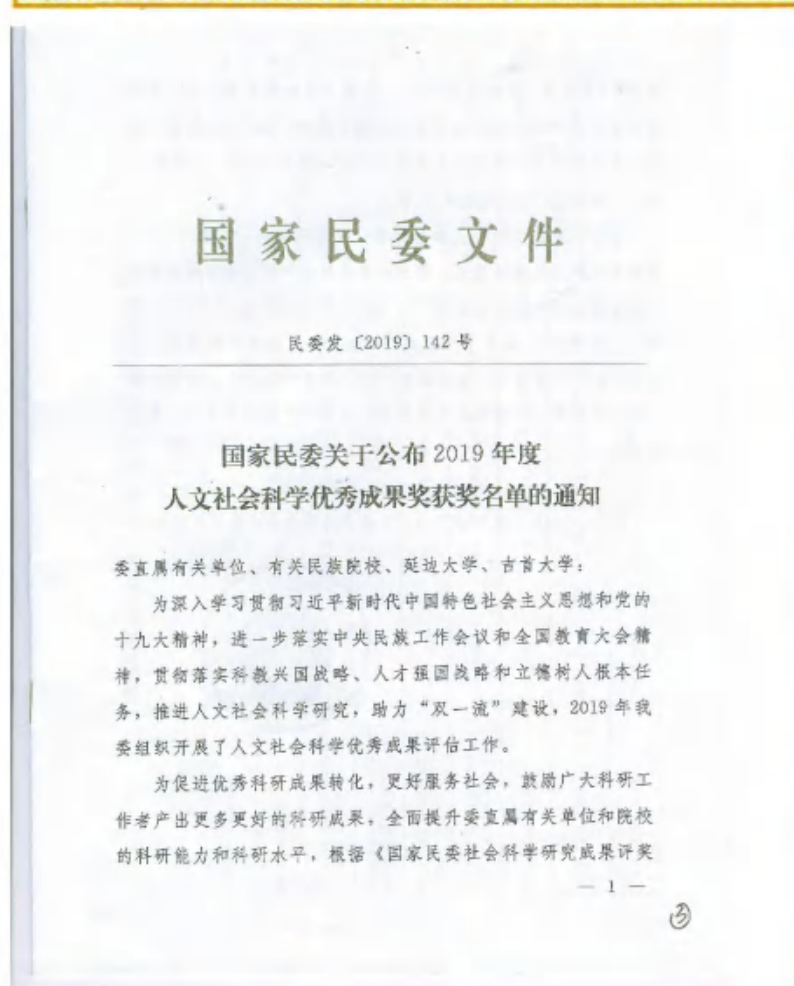 国家民委文件
民委发〔2019〕142号
国家民委关于公布2019年度
人文社会科学优秀成果奖获奖名单的通知
委直属有关单位、有关民族院校、延边大学、吉首大学：
为深入学习贯彻习近平新时代中国特色社会主义思想和党的
十九大精神，进一步落实中央民族工作会议和全国教育大会精
神，贯彻落实科教兴国战略、人才强国战略和立德树人根本任
务，推进人文社会科学研究，助力“双一流”建设，2019年我
委组织开展了人文社会科学优秀成果评估工作。
为促进优秀科研成果转化，更好服务社会，鼓励广大科研工
作者产出更多更好的科研成果，全面提升委直属有关单位和院校
的科研能力和科研水平，根据《国家民委社会科学研究成果评奖
— 1 —
③